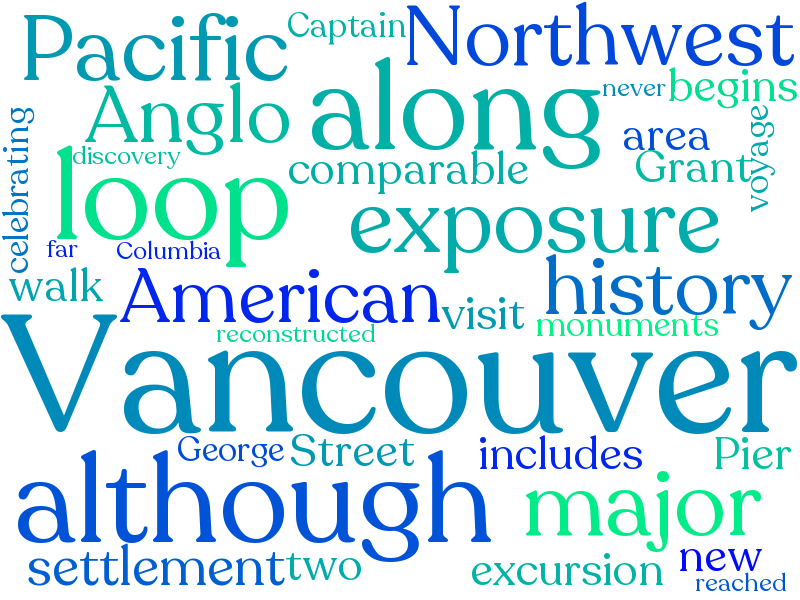 Captain
Northwest
Pacific
along
never
begins
Anglo
celebrating
voyage
area
discovery
comparable
Grant
loop
exposure
far
Columbia
walk
American
history
visit
monuments
reconstructed
Vancouver
George
Street
includes
Pier
although
major
settlement
two
excursion
new
reached